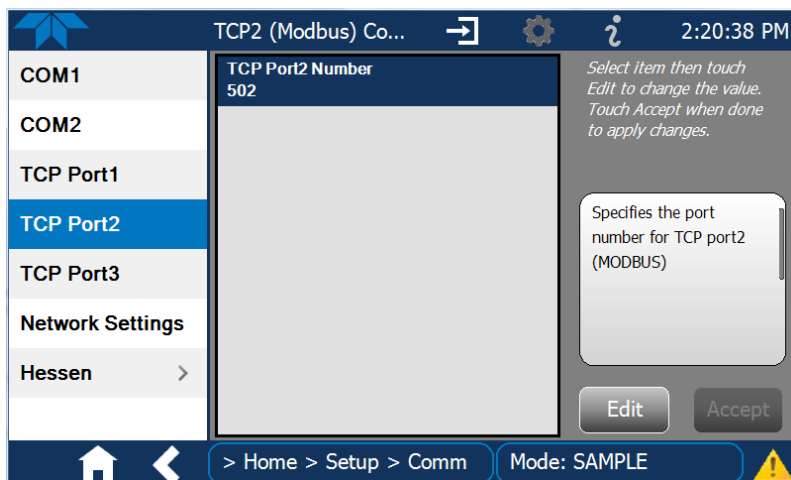 TCP2 (Modbus) Co...
2:20:38 PM
COM1
COM2
TCP Port1
TCP Port2
TCP Port3
Network Settings
Hessen
TCP Port2 Number
502
Select item then touch
Edit to change the value.
Touch Accept when done
to apply changes.
Specifies the port
number for TCP port2
(MODBUS)
Edit
Accept
> Home > Setup > Comm
Mode: SAMPLE